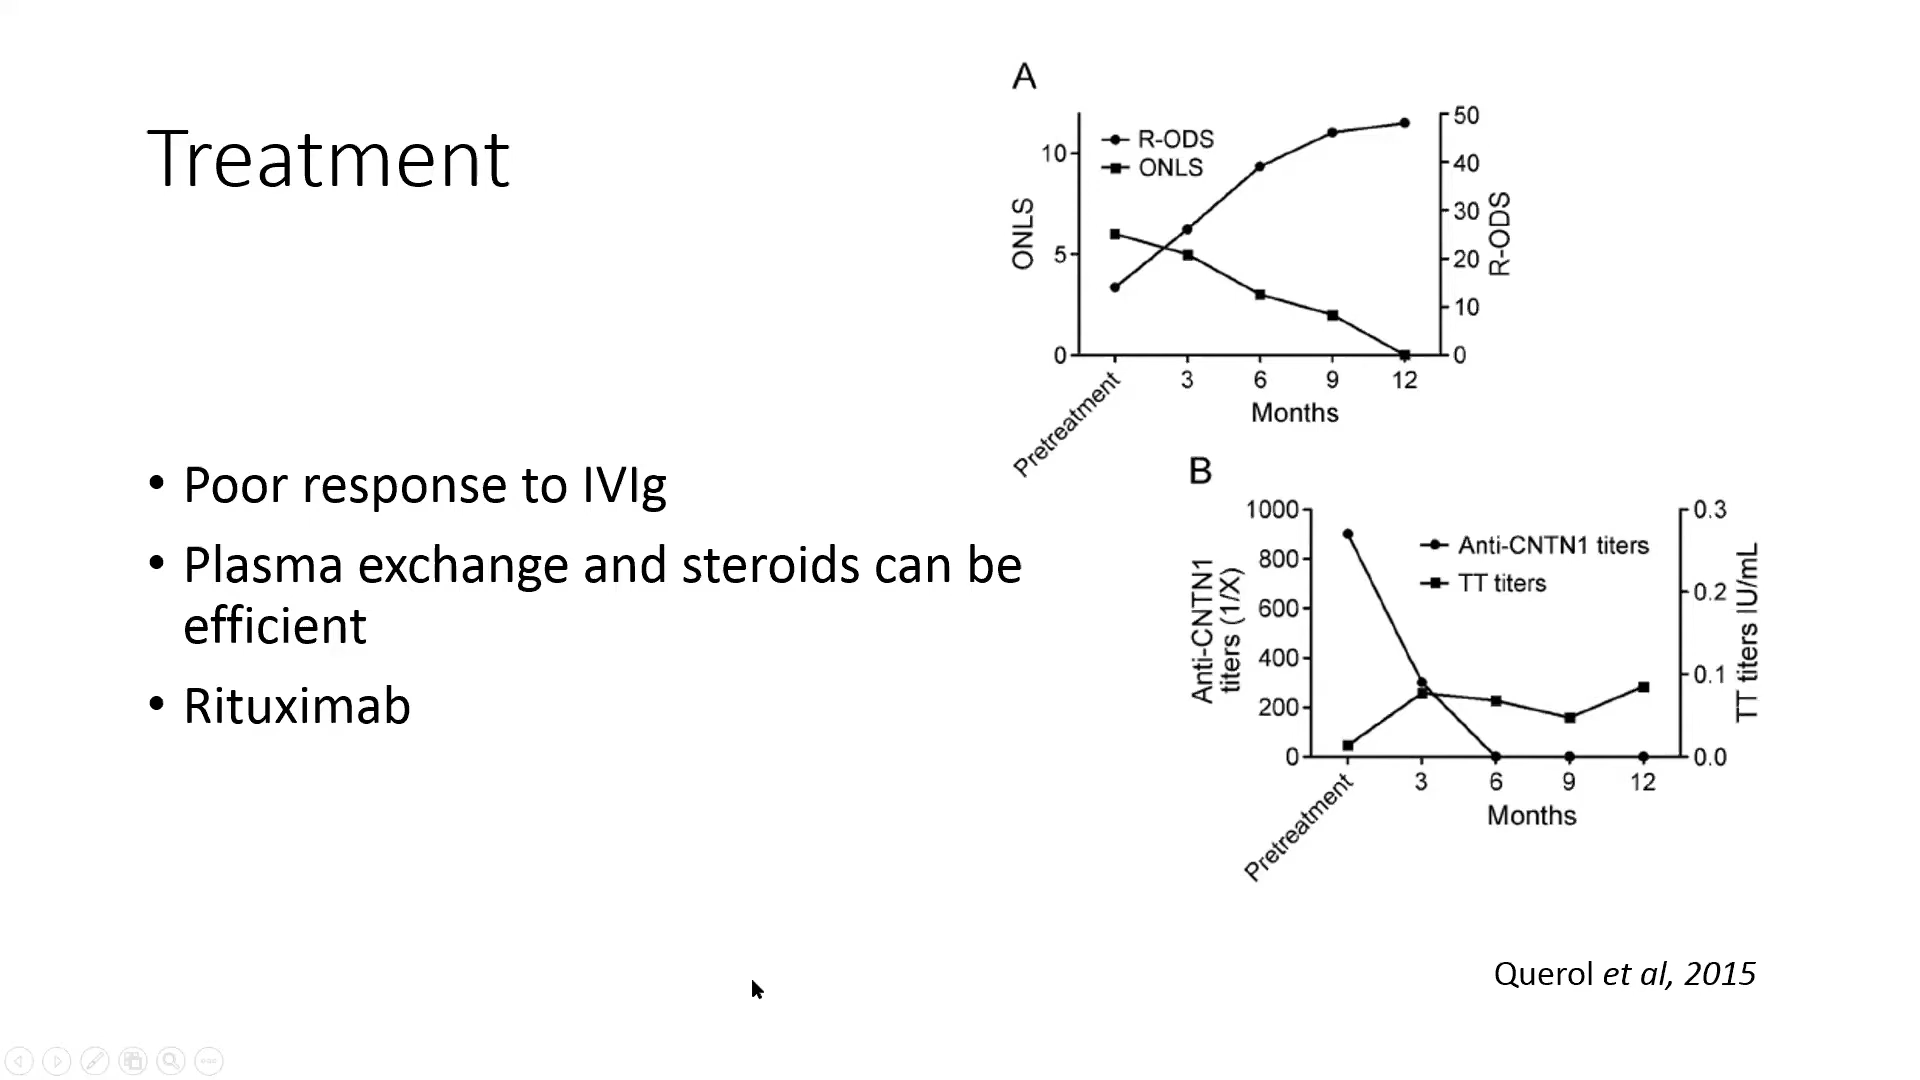 Treatment
• Poor response to IVIg
• Plasma exchange and steroids can be
efficient
• Rituximab
A
R-ODS
ONLS
10
5
0
ONLS
50
40
30
20
10
0
R-ODS
Pretreatment
3
6
9
12
Months
B
1000
800
600
400
200
0
Anti-CNTN1
titers (1/X)
Anti-CNTN1 titers
TT titers
0.3
0.2
0.1
0.0
TT titers IU/mL
Pretreatment
3
6
9
12
Months
Querol et al, 2015